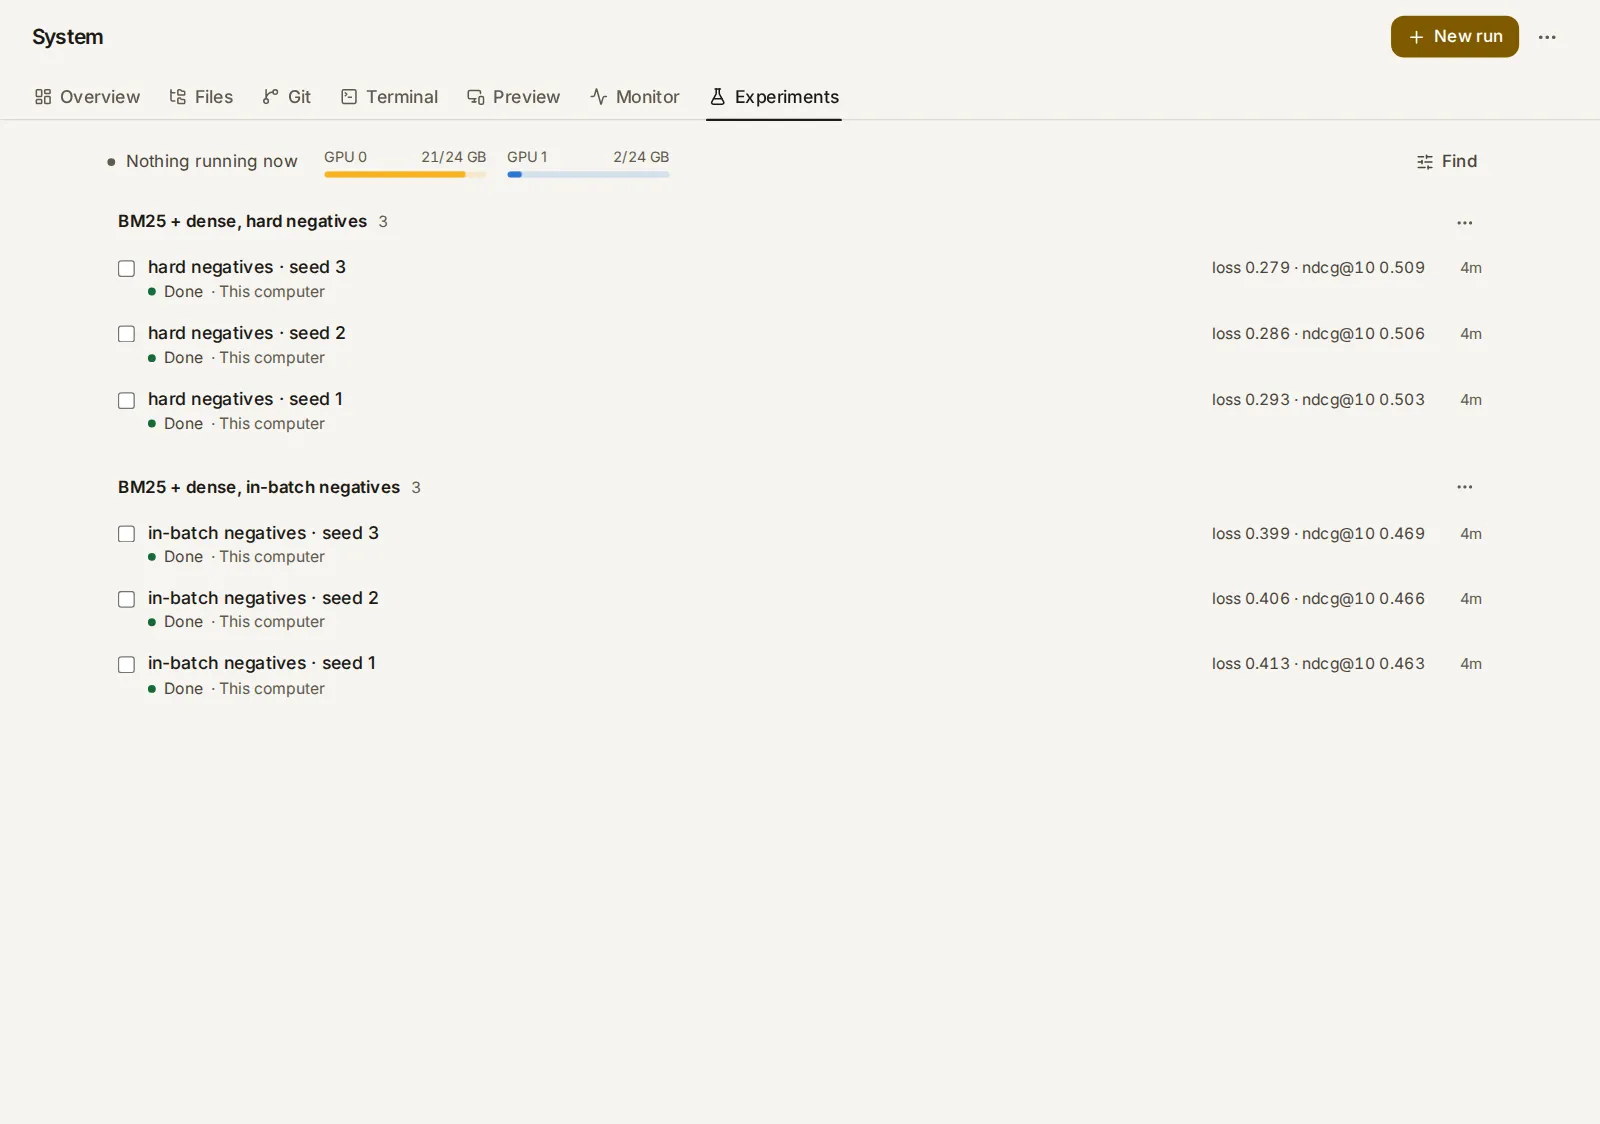 System
+ New run ···
Overview Files Git Terminal Preview Monitor Experiments
Nothing running now GPU 0 21/24 GB GPU 1 2/24 GB Find
BM25 + dense, hard negatives 3 ···
hard negatives · seed 3 loss 0.279 · ndcg@10 0.509 4m
Done · This computer
hard negatives · seed 2 loss 0.286 · ndcg@10 0.506 4m
Done · This computer
hard negatives · seed 1 loss 0.293 · ndcg@10 0.503 4m
Done · This computer
BM25 + dense, in-batch negatives 3 ···
in-batch negatives · seed 3 loss 0.399 · ndcg@10 0.469 4m
Done · This computer
in-batch negatives · seed 2 loss 0.406 · ndcg@10 0.466 4m
Done · This computer
in-batch negatives · seed 1 loss 0.413 · ndcg@10 0.463 4m
Done · This computer